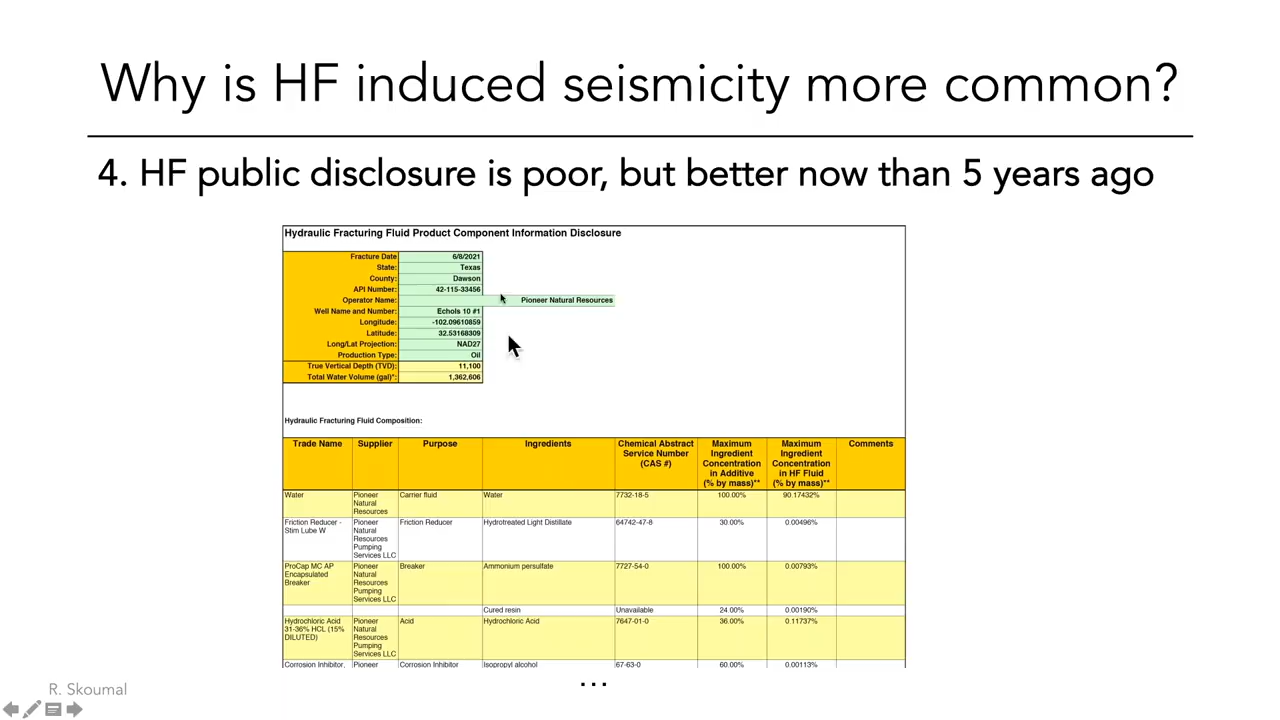 Why is HF induced seismicity more common?
4. HF public disclosure is poor, but better now than 5 years ago
Hydraulic Fracturing Fluid Product Component Information Disclosure
Fracture Date 6/8/2021
State: Texas
County: Dawson
API Number: 42-115-33456
Operator Name: Pioneer Natural Resources
Well Name and Number: Echols 10 #1
Longitude: -102.09610859
Latitude: 32.53168309
Long/Lat Projection: NAD27
Production Type: Oil
True Vertical Depth (TVD): 11,100
Total Water Volume (gal)*: 1,362,606
Hydraulic Fracturing Fluid Composition:
Trade Name Supplier Purpose Ingredients Chemical Abstract Maximum Maximum Comments
Service Number Ingredient Ingredient
(CAS #) Concentration Concentration
in Additive in HF Fluid
(% by mass)** (% by mass)**
Water Pioneer Carrier fluid Water 7732-18-5 100.00% 90.17432%
Natural
Resources
Friction Reducer - Pioneer Friction Reducer Hydrotreated Light Distillate 64742-47-8 30.00% 0.00496%
Stim Lube W Natural
Resources
Pumping
Services LLC
ProCap MC AP Pioneer Breaker Ammonium persulfate 7727-54-0 100.00% 0.00793%
Encapsulated Natural
Breaker Resources
Pumping
Services LLC
Cured resin Unavailable 24.00% 0.00190%
Hydrochloric Acid Pioneer Acid Hydrochloric Acid 7647-01-0 36.00% 0.11737%
31-36% HCL (15% Natural
DILUTED) Resources
Pumping
Services LLC
Corrosion Inhibitor, Pioneer Corrosion Inhibitor Isopropyl alcohol 67-63-0 60.00% 0.00113%
...
R. Skoumal